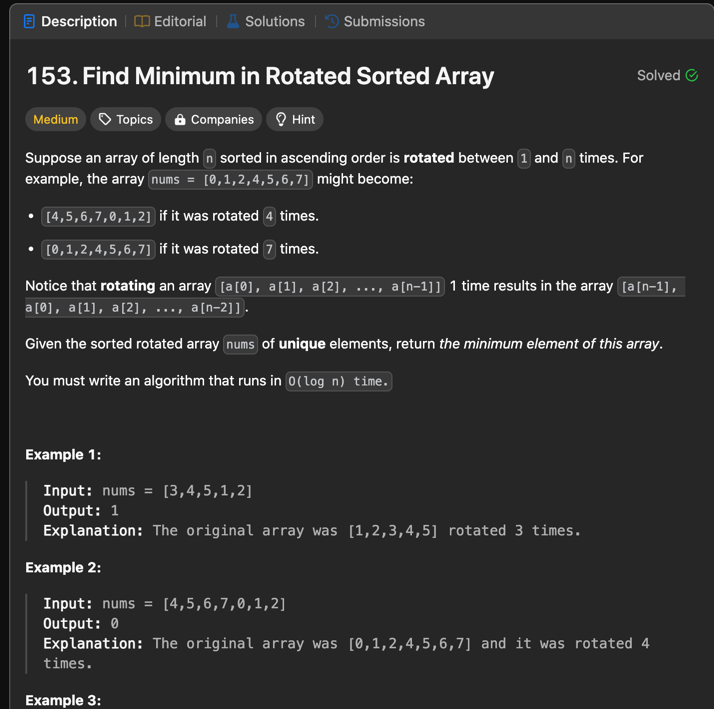 Description | Editorial | Solutions | Submissions
153. Find Minimum in Rotated Sorted Array
Solved
Medium Topics Companies Hint
Suppose an array of length n sorted in ascending order is rotated between 1 and n times. For
example, the array nums = [0,1,2,4,5,6,7] might become:
• [4,5,6,7,0,1,2] if it was rotated 4 times.
• [0,1,2,4,5,6,7] if it was rotated 7 times.
Notice that rotating an array [a[0], a[1], a[2], ..., a[n-1]] 1 time results in the array [a[n-1],
a[0], a[1], a[2], ..., a[n-2]].
Given the sorted rotated array nums of unique elements, return the minimum element of this array.
You must write an algorithm that runs in O(log n) time.
Example 1:
Input: nums = [3,4,5,1,2]
Output: 1
Explanation: The original array was [1,2,3,4,5] rotated 3 times.
Example 2:
Input: nums = [4,5,6,7,0,1,2]
Output: 0
Explanation: The original array was [0,1,2,4,5,6,7] and it was rotated 4
times.
Example 3: